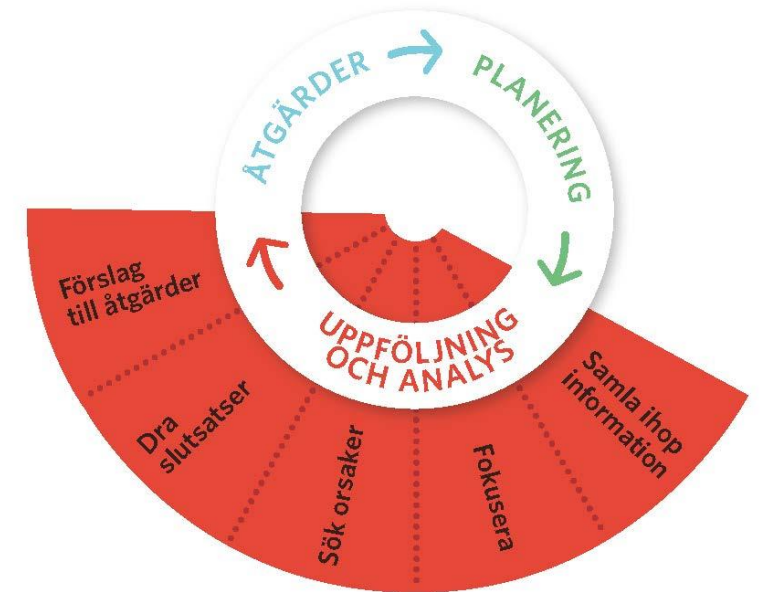 ÅTGÄRDER
PLANERING
UPPFÖLJNING
OCH ANALYS
Samla ihop
information
Fokusera
Sök orsaker
Dra
slutsatser
Förslag
till åtgärder